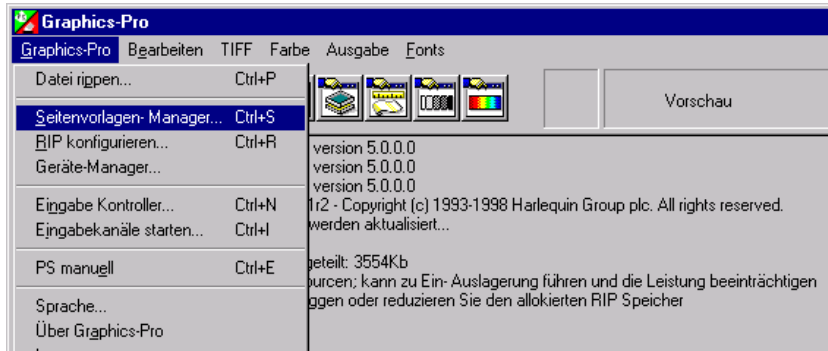 Graphics-Pro
Graphics-Pro Bearbeiten TIFF Farbe Ausgabe Fonts
Datei rippen... Ctrl+P
Seitenvorlagen- Manager... Ctrl+S
RIP konfigurieren... Ctrl+R
Geräte-Manager...
Eingabe Kontroller... Ctrl+N
Eingabekanäle starten... Ctrl+I
PS manuell Ctrl+E
Sprache...
Über Graphics-Pro
Vorschau
version 5.0.0.0
version 5.0.0.0
version 5.0.0.0
1r2 - Copyright (c) 1993-1998 Harlequin Group plc. All rights reserved.
werden aktualisiert...
geteilt: 3554Kb
ourcen; kann zu Ein- Auslagerung führen und die Leistung beeinträchtigen
ggen oder reduzieren Sie den allokierten RIP Speicher